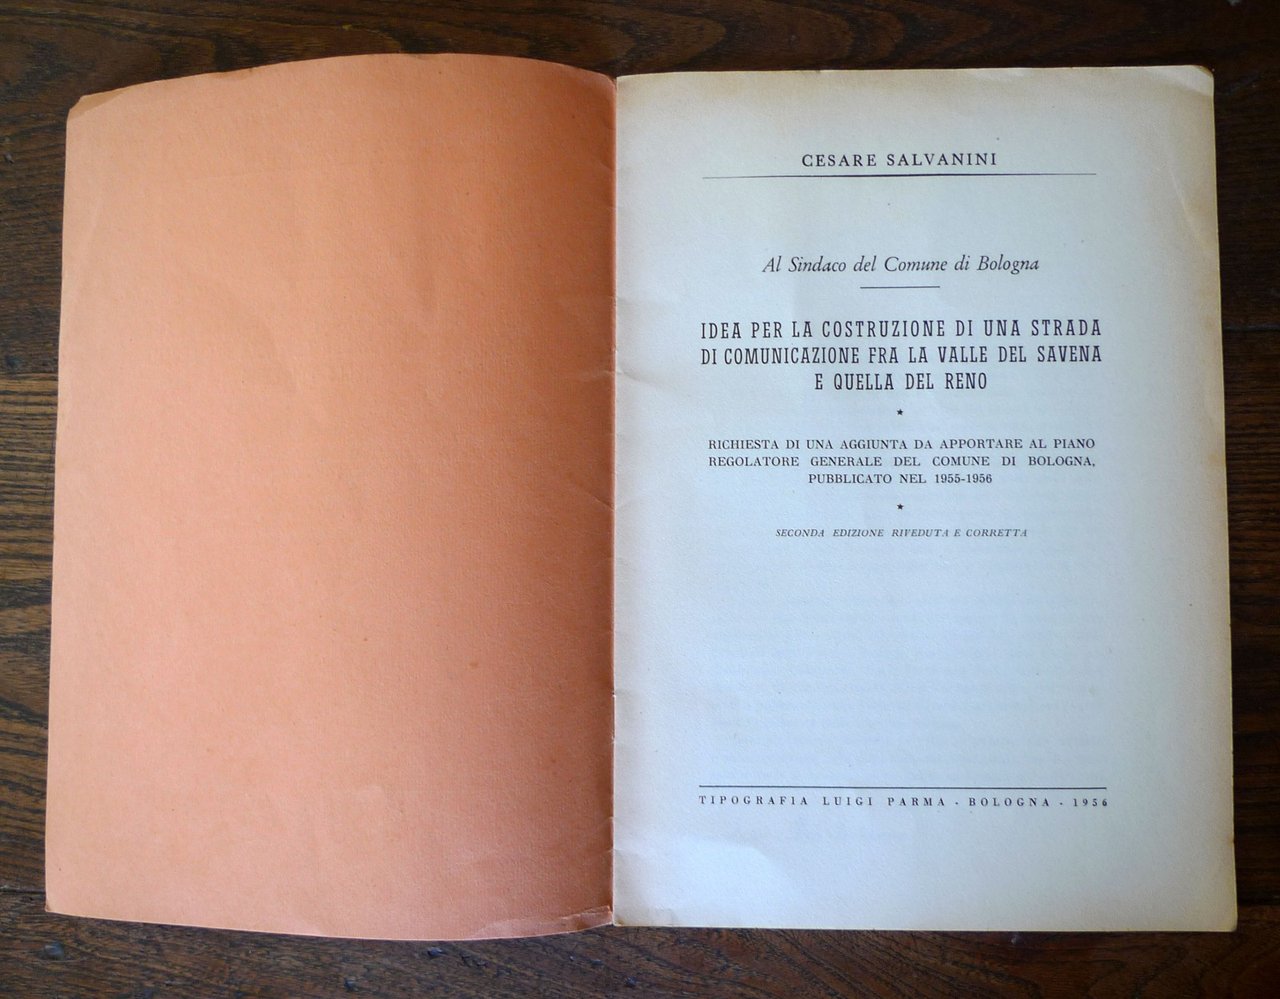 CESARE SALVANINI
Al Sindaco del Comune di Bologna
IDEA PER LA COSTRUZIONE DI UNA STRADA
DI COMUNICAZIONE FRA LA VALLE DEL SAVENA
E QUELLA DEL RENO
★
RICHIESTA DI UNA AGGIUNTA DA APPORTARE AL PIANO
REGOLATORE GENERALE DEL COMUNE DI BOLOGNA,
PUBBLICATO NEL 1955-1956
★
SECONDA EDIZIONE RIVEDUTA E CORRETTA
TIPOGRAFIA LUIGI PARMA - BOLOGNA - 1956